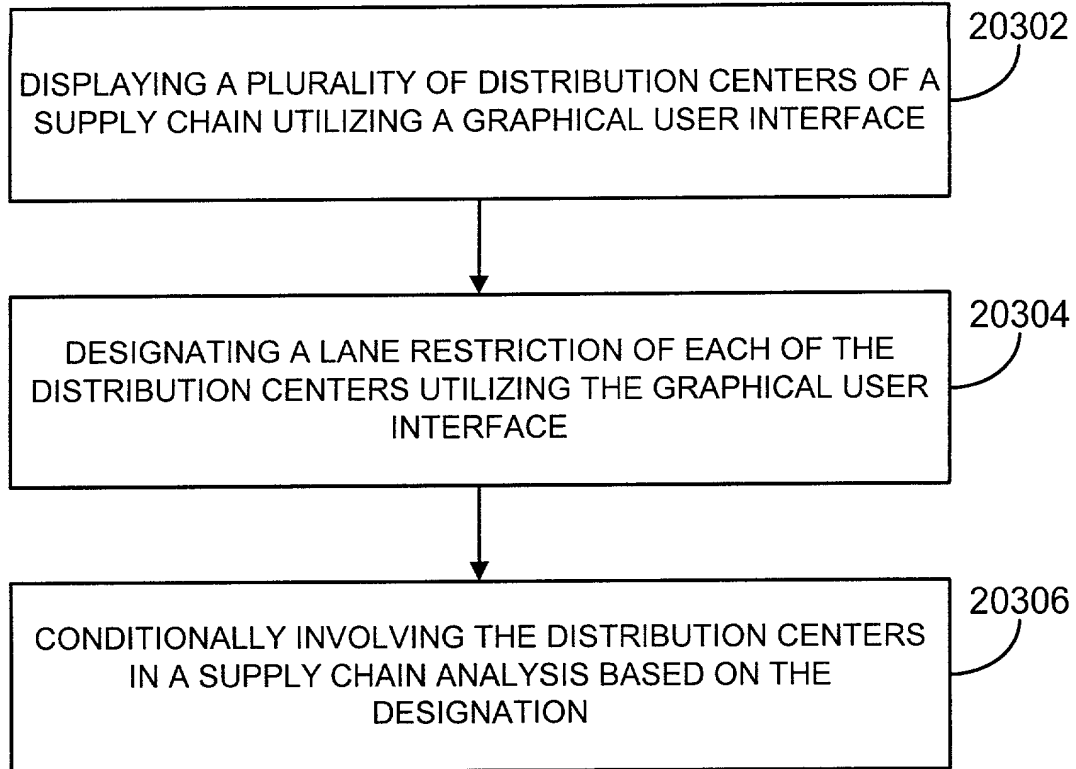 20302
DISPLAYING A PLURALITY OF DISTRIBUTION CENTERS OF A
SUPPLY CHAIN UTILIZING A GRAPHICAL USER INTERFACE
20304
DESIGNATING A LANE RESTRICTION OF EACH OF THE
DISTRIBUTION CENTERS UTILIZING THE GRAPHICAL USER
INTERFACE
20306
CONDITIONALLY INVOLVING THE DISTRIBUTION CENTERS
IN A SUPPLY CHAIN ANALYSIS BASED ON THE
DESIGNATION